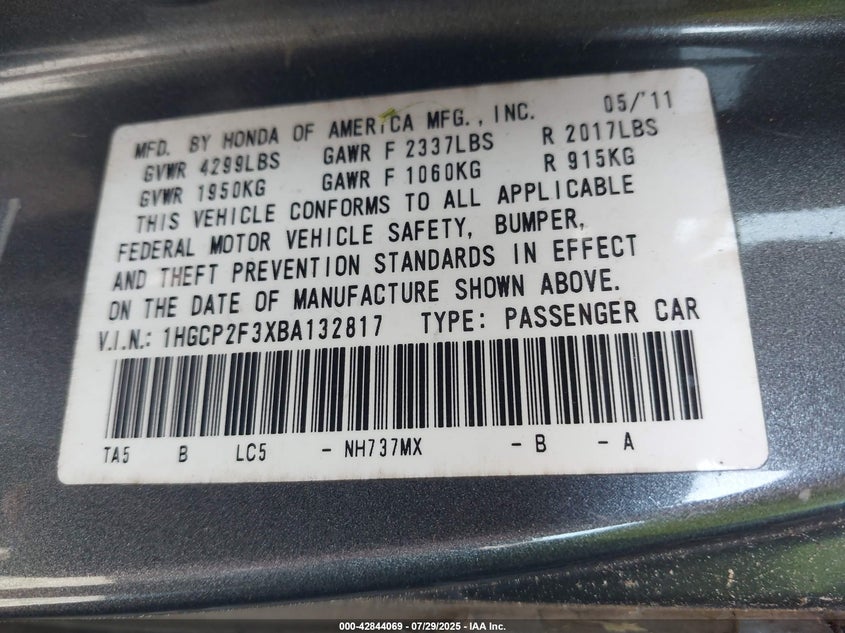 MFD. BY HONDA OF AMERICA MFG., INC. 05/'11
GVWR 4299LBS GAWR F 2337LBS R 2017LBS
GVWR 1950KG GAWR F 1060KG R 915KG
THIS VEHICLE CONFORMS TO ALL APPLICABLE
FEDERAL MOTOR VEHICLE SAFETY, BUMPER,
AND THEFT PREVENTION STANDARDS IN EFFECT
ON THE DATE OF MANUFACTURE SHOWN ABOVE.
V.I.N.: 1HGCP2F3XBA132817 TYPE: PASSENGER CAR
TA5 B LC5 - NH737MX - B - A
000-42844069 - 07/29/2025 - IAA Inc.